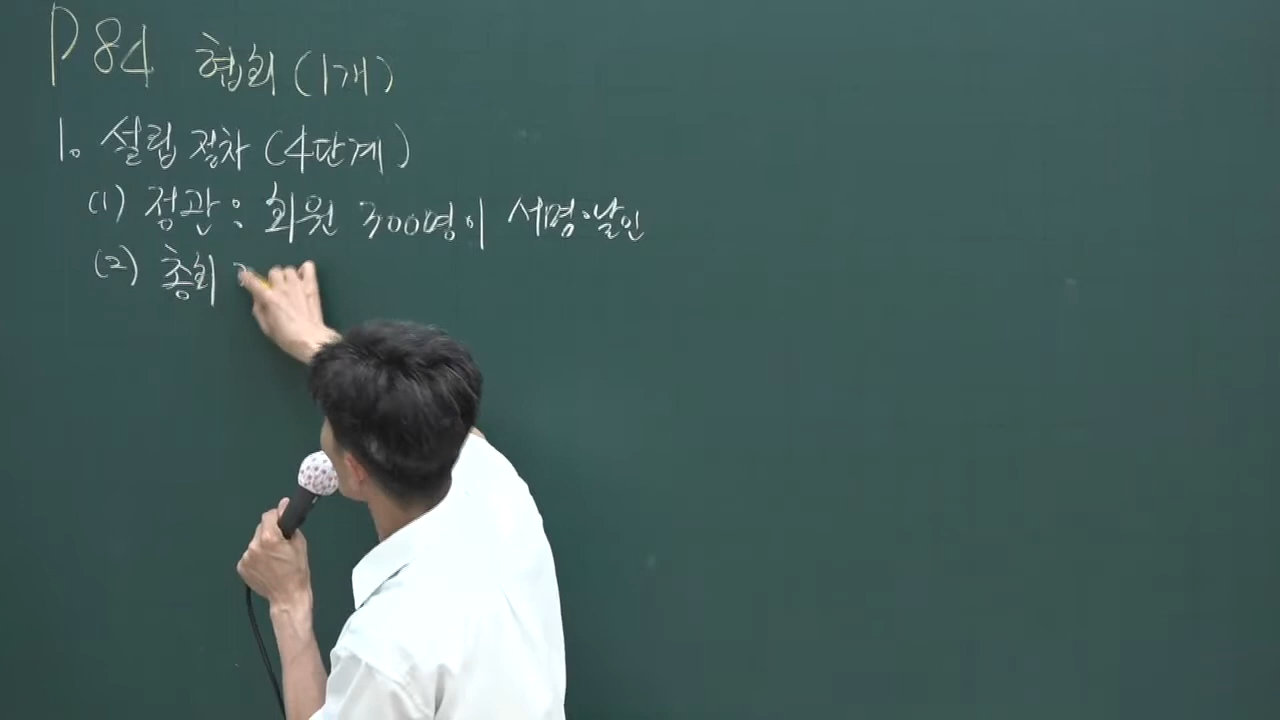 P 84 협회 (1개)
1. 설립 절차 (4단계)
(1) 정관 : 회원 300명이 서명·날인
(2) 총회